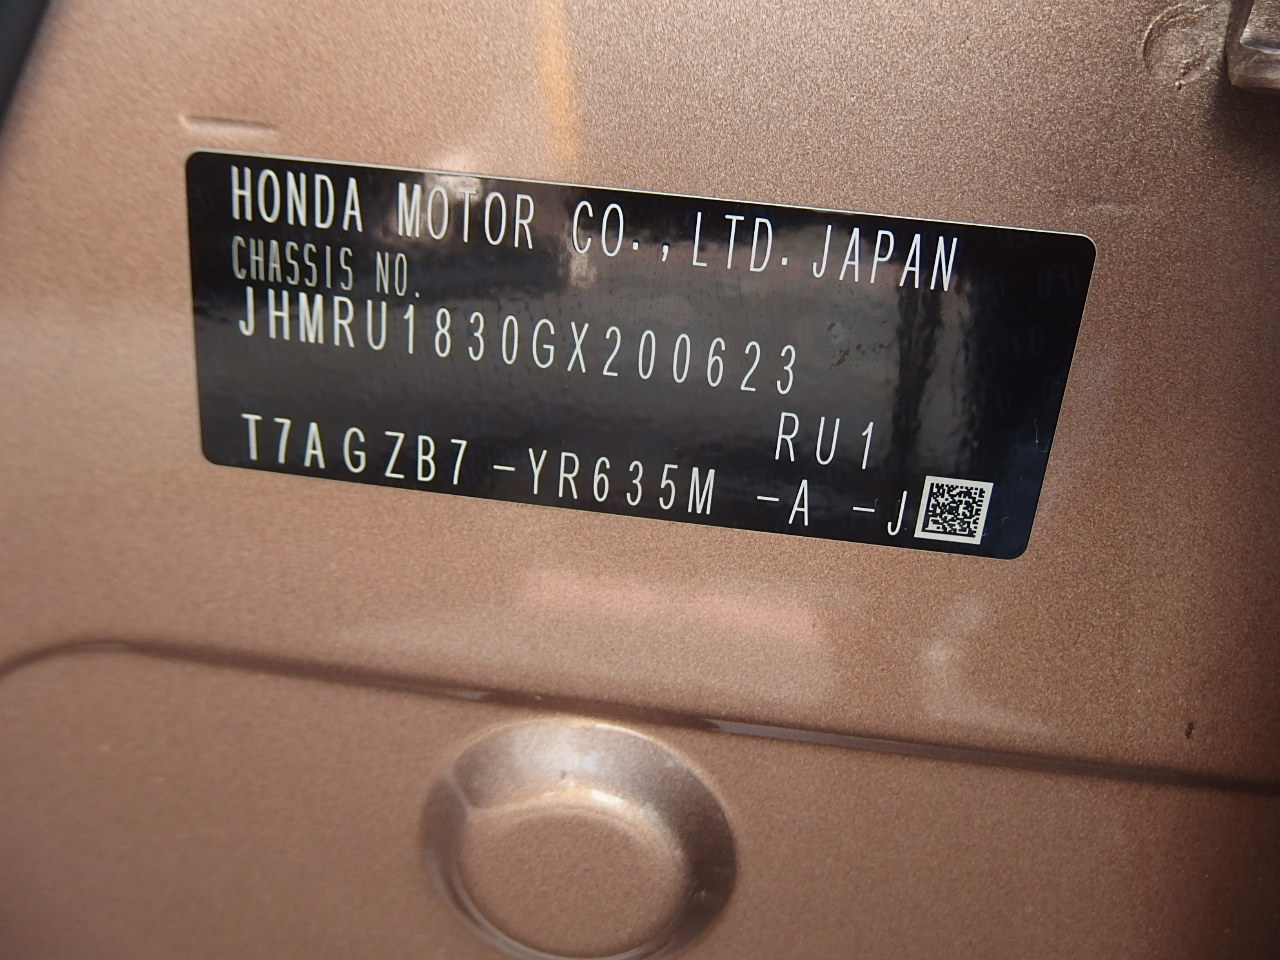 HONDA MOTOR CO.,LTD.JAPAN
CHASSIS NO.
JHMRU1830GX200623
RU1
T7AGZB7 -YR635M -A -J